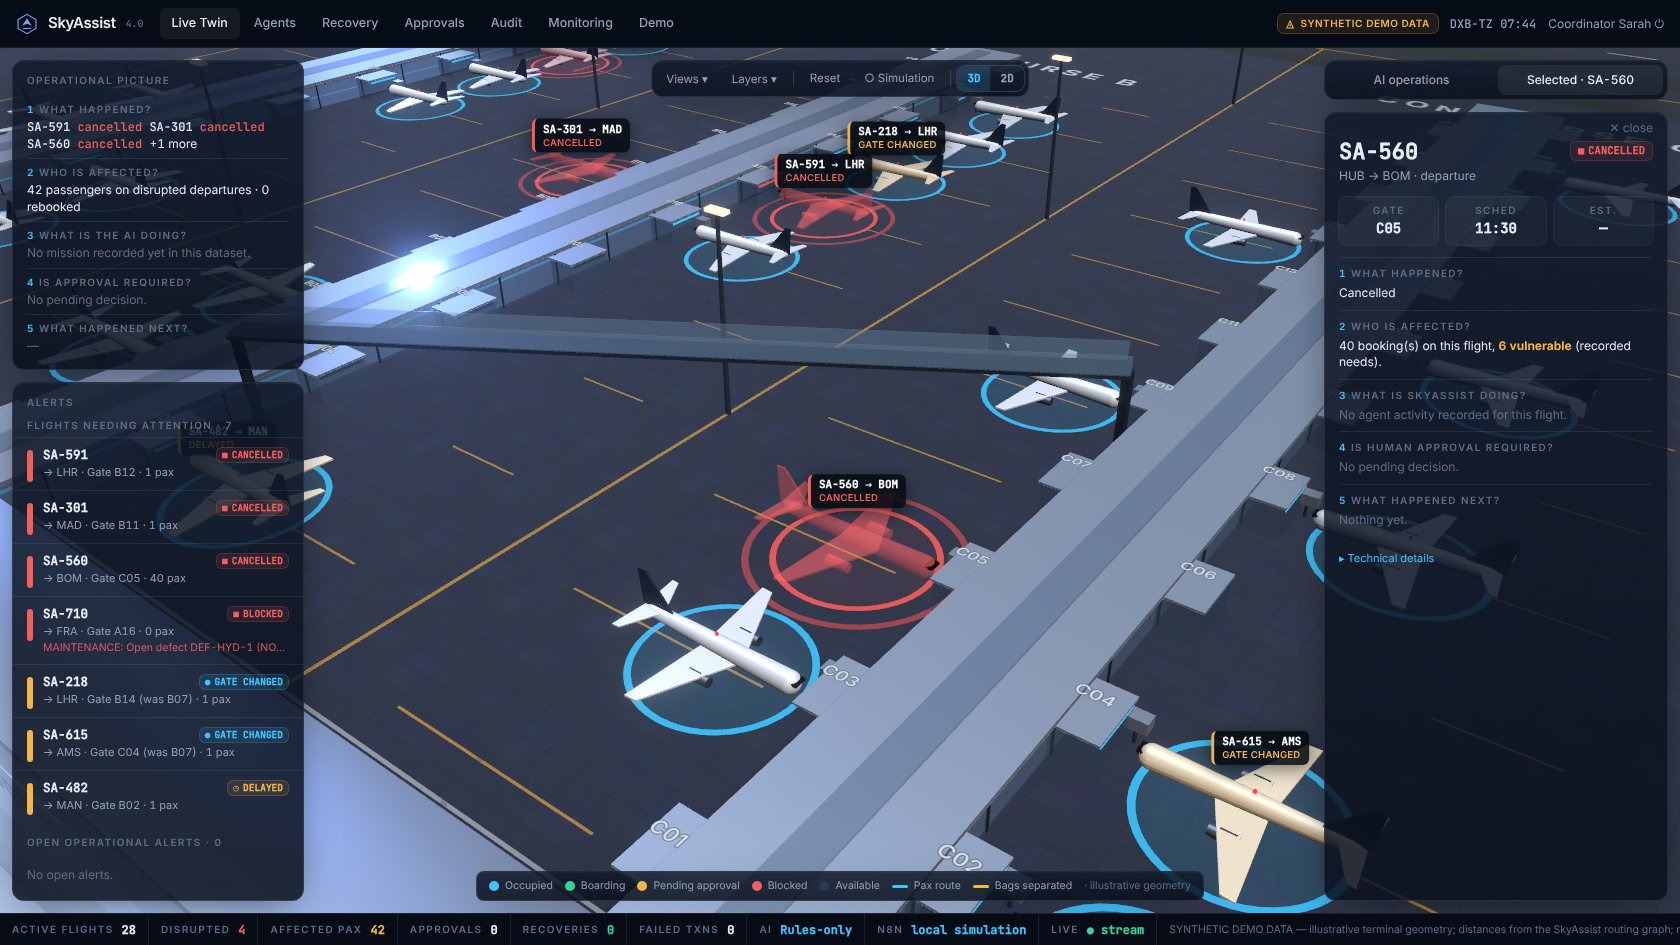 SkyAssist 4.0
Live Twin
Agents
Recovery
Approvals
Audit
Monitoring
Demo
SYNTHETIC DEMO DATA
DXB-TZ 07:44
Coordinator Sarah
OPERATIONAL PICTURE
1 WHAT HAPPENED?
SA-591 cancelled SA-301 cancelled
SA-560 cancelled +1 more
2 WHO IS AFFECTED?
42 passengers on disrupted departures · 0
rebooked
3 WHAT IS THE AI DOING?
No mission recorded yet in this dataset.
4 IS APPROVAL REQUIRED?
No pending decision.
5 WHAT HAPPENED NEXT?
—
ALERTS
FLIGHTS NEEDING ATTENTION · 7
SA-591
■ CANCELLED
→ LHR · Gate B12 · 1 pax
SA-301
■ CANCELLED
→ MAD · Gate B11 · 1 pax
SA-560
■ CANCELLED
→ BOM · Gate C05 · 40 pax
SA-710
■ BLOCKED
→ FRA · Gate A16 · 0 pax
MAINTENANCE: Open defect DEF-HYD-1 (NO...
SA-218
● GATE CHANGED
→ LHR · Gate B14 (was B07) · 1 pax
SA-615
● GATE CHANGED
→ AMS · Gate C04 (was B07) · 1 pax
SA-482
DELAYED
→ MAN · Gate B02 · 1 pax
OPEN OPERATIONAL ALERTS · 0
No open alerts.
Views ▾
Layers ▾
Reset
Simulation
3D
2D
SA-301 → MAD
CANCELLED
SA-218 → LHR
GATE CHANGED
SA-591 → LHR
CANCELLED
SA-482 → MAN
DELAYED
SA-560 → BOM
CANCELLED
SA-615 → AMS
GATE CHANGED
C09
C07
C08
C05
C06
C03
C04
C01
C02
AI operations
Selected · SA-560
✕ close
SA-560
■ CANCELLED
HUB → BOM · departure
GATE
C05
SCHED
11:30
EST.
—
1 WHAT HAPPENED?
Cancelled
2 WHO IS AFFECTED?
40 booking(s) on this flight, 6 vulnerable (recorded
needs).
3 WHAT IS SKYASSIST DOING?
No agent activity recorded for this flight.
4 IS HUMAN APPROVAL REQUIRED?
No pending decision.
5 WHAT HAPPENED NEXT?
Nothing yet.
▸ Technical details
Occupied
Boarding
Pending approval
Blocked
Available
Pax route
Bags separated
· illustrative geometry
ACTIVE FLIGHTS 28
DISRUPTED 4
AFFECTED PAX 42
APPROVALS 0
RECOVERIES 0
FAILED TXNS 0
AI Rules-only
N8N local simulation
LIVE ● stream
SYNTHETIC DEMO DATA — illustrative terminal geometry; distances from the SkyAssist routing graph;